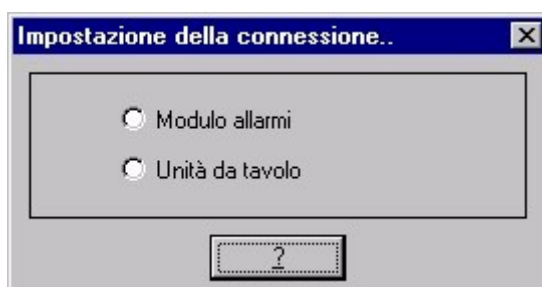 Impostazione della connessione..
Modulo allarmi
Unità da tavolo
?